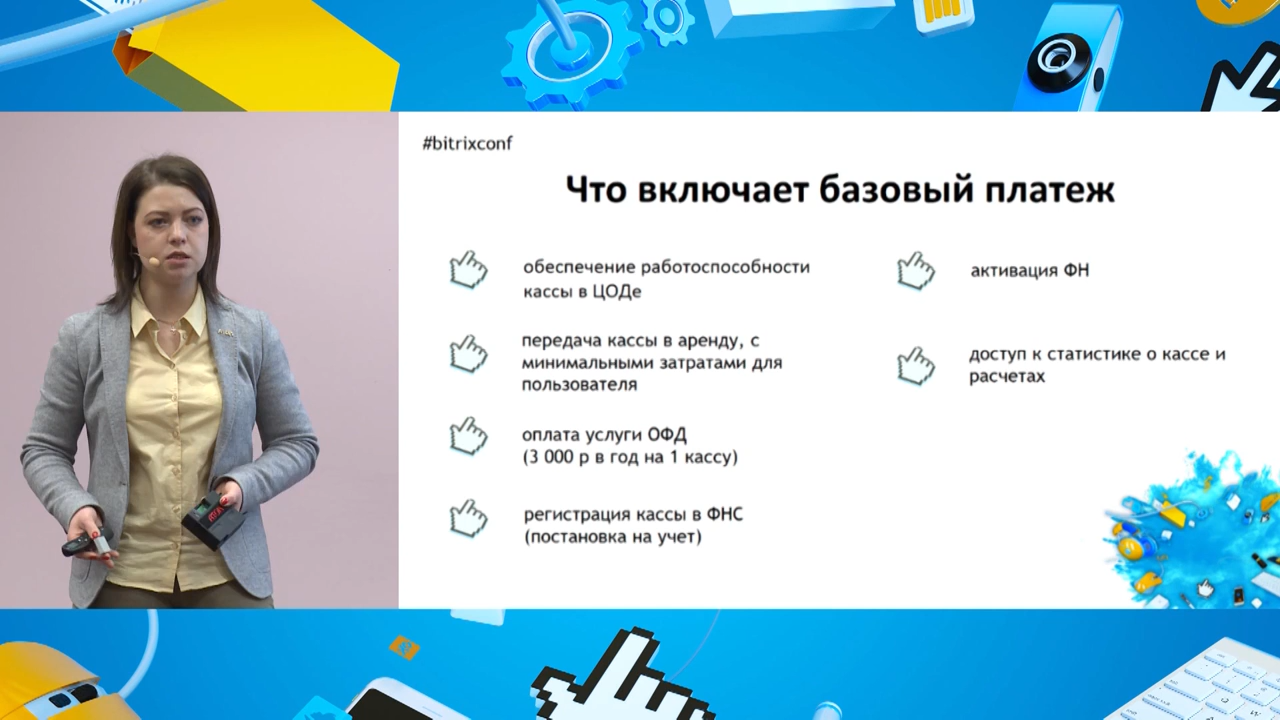 #bitrixconf
Что включает базовый платеж
обеспечение работоспособности
кассы в ЦОДе
передача кассы в аренду, с
минимальными затратами для
пользователя
оплата услуги ОФД
(3 000 р в год на 1 кассу)
регистрация кассы в ФНС
(постановка на учет)
активация ФН
доступ к статистике о кассе и
расчетах